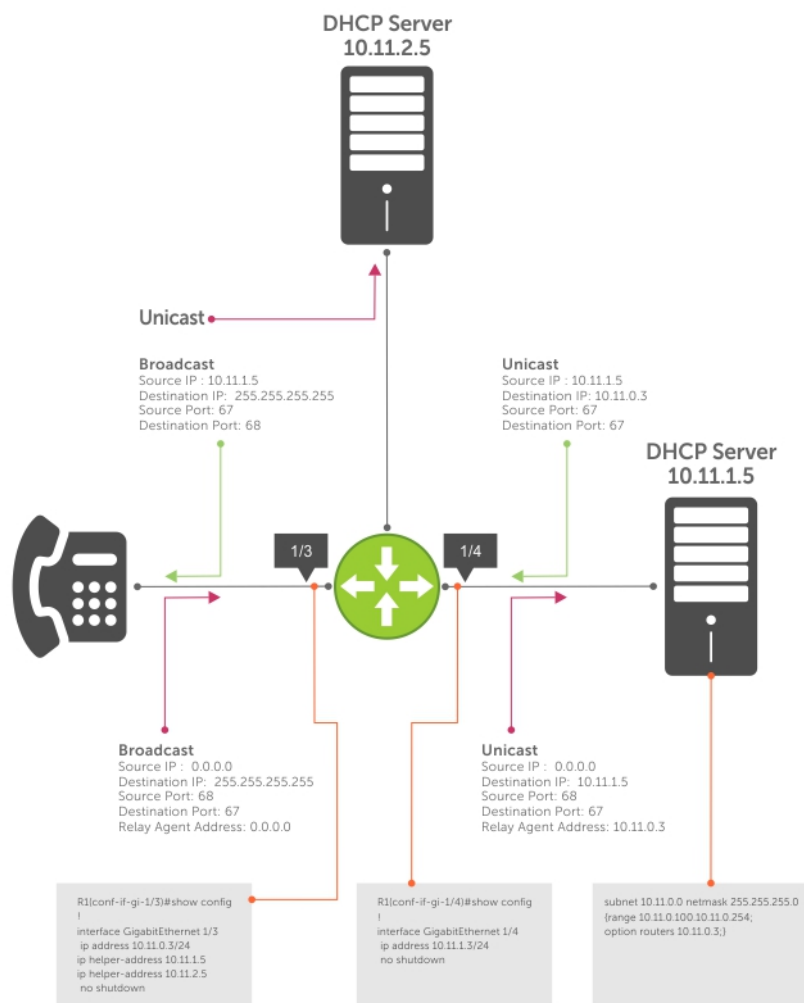 DHCP Server
10.11.2.5
Unicast
Broadcast
Source IP : 10.11.1.5
Destination IP: 255.255.255.255
Source Port: 67
Destination Port: 68
Unicast
Source IP : 10.11.1.5
Destination IP: 10.11.0.3
Source Port: 67
Destination Port: 67
DHCP Server
10.11.1.5
1/3
1/4
Broadcast
Source IP : 0.0.0.0
Destination IP: 255.255.255.255
Source Port: 68
Destination Port: 67
Relay Agent Address: 0.0.0.0
Unicast
Source IP : 0.0.0.0
Destination IP: 10.11.1.5
Source Port: 68
Destination Port: 67
Relay Agent Address: 10.11.0.3
R1(conf-if-gi-1/3)#show config
!
interface GigabitEthernet 1/3
ip address 10.11.0.3/24
ip helper-address 10.11.1.5
ip helper-address 10.11.2.5
no shutdown
R1(conf-if-gi-1/4)#show config
!
interface GigabitEthernet 1/4
ip address 10.11.1.3/24
no shutdown
subnet 10.11.0.0 netmask 255.255.255.0
{range 10.11.0.100.10.11.0.254;
option routers 10.11.0.3;}